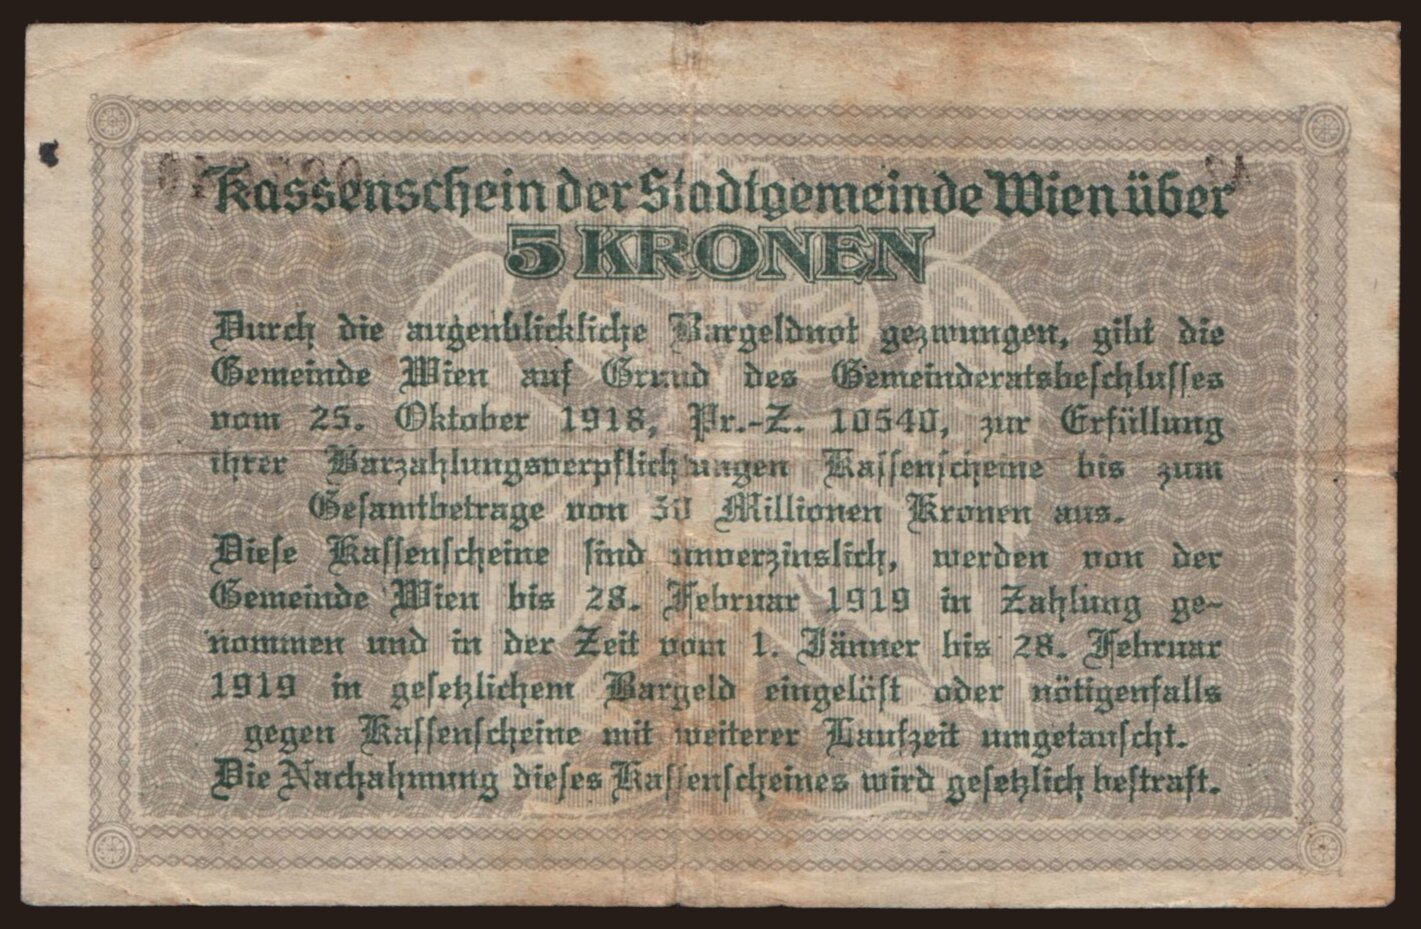 Kassenschein der Stadtgemeinde Wien über
5 KRONEN
Durch die augenblickliche Bargeldnot gezwungen, gibt die
Gemeinde Wien auf Grund des Gemeinderatsbeschlusses
vom 25. Oktober 1918, Pr.-Z. 10540, zur Erfüllung
ihrer Barzahlungsverpflichtungen Kassenscheine bis zum
Gesamtbetrage von 30 Millionen Kronen aus.
Diese Kassenscheine sind unverzinslich, werden von der
Gemeinde Wien bis 28. Februar 1919 in Zahlung ge-
nommen und in der Zeit vom 1. Jänner bis 28. Februar
1919 in gesetzlichem Bargeld eingelöst oder nötigenfalls
gegen Kassenscheine mit weiterer Laufzeit umgetauscht.
Die Nachahmung dieses Kassenscheines wird gesetzlich bestraft.